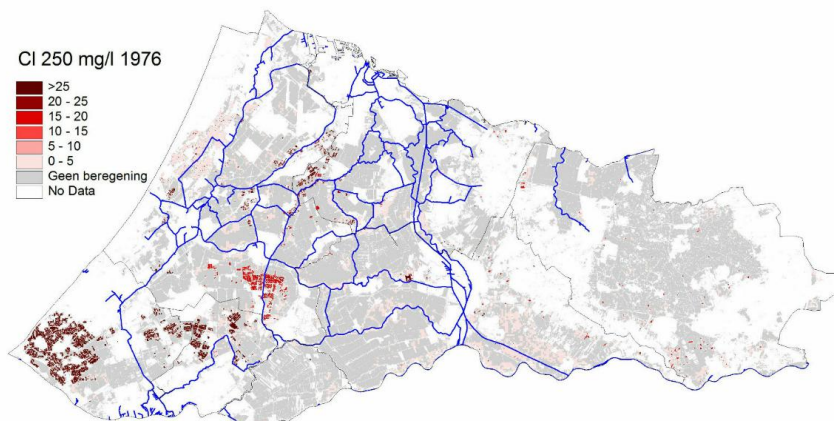 Cl 250 mg/l 1976
>25
20 - 25
15 - 20
10 - 15
5 - 10
0 - 5
Geen beregening
No Data